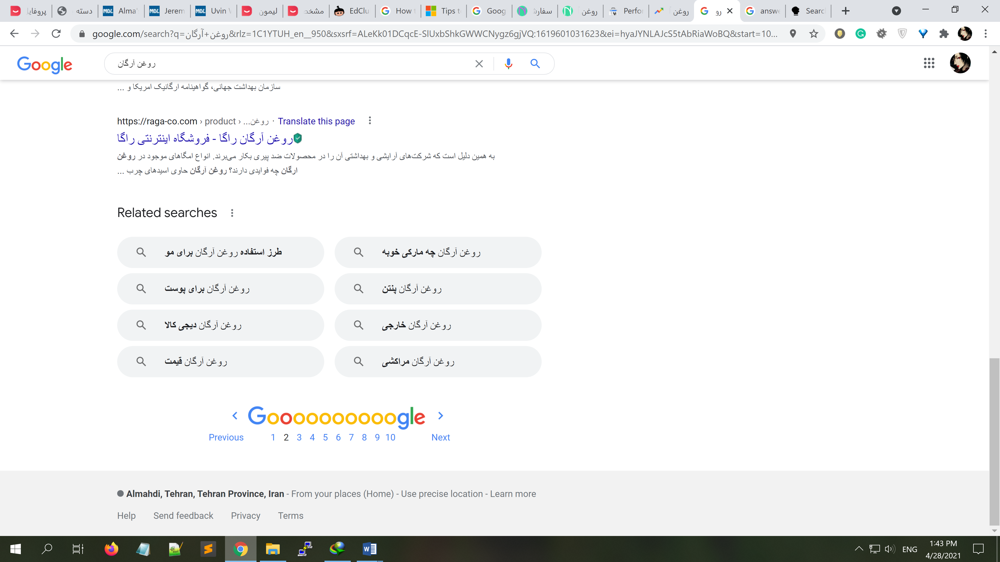 پروفایل
دسته
Alma's
Jerem
Uvin
لیمون
مشخص
EdClu
How
Tips
Goog
سفارش
روغن
Perfor
روغن
رو
answe
Search
google.com/search?q=روغن+آرگان&rlz=1C1YTUH_en__950&sxsrf=ALeKk01DCqcE-SlUxbShkGWWCNygz6gjVQ:1619601031623&ei=hyaJYNLAJcS5tAbRiaWoBQ&start=10...
Google
روغن آرگان
سازمان بهداشت جهانی، گواهینامه ارگانیک امریکا و ...
https://raga-co.com › product › روغن... · Translate this page
روغن آرگان راگا - فروشگاه اینترنتی راگا
به همین دلیل است که شرکت‌های آرایشی و بهداشتی آن را در محصولات ضد پیری بکار می‌برند. انواع امگاهای موجود در روغن
ارگان چه فوایدی دارند؟ روغن آرگان حاوی اسیدهای چرب ...
Related searches
طرز استفاده روغن آرگان برای مو
روغن آرگان چه مارکی خوبه
روغن آرگان برای پوست
روغن آرگان پنتن
روغن آرگان دیجی کالا
روغن آرگان خارجی
روغن آرگان قیمت
روغن آرگان مراکشی
Goooooooooogle
Previous 1 2 3 4 5 6 7 8 9 10 Next
Almahdi, Tehran, Tehran Province, Iran - From your places (Home) - Use precise location - Learn more
Help Send feedback Privacy Terms
ENG
1:43 PM
4/28/2021